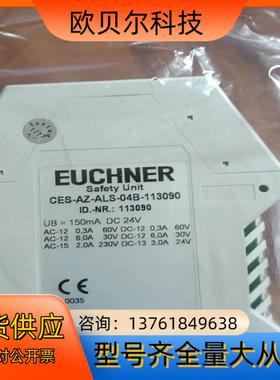 欧贝尔科技
EUCHNER
Safety Unit
CES-AZ-ALS-04B-113090
ID.-NR.: 113090
UB = 150mA DC 24V
AC-12 0,3A 60V DC-12 0,3A 60V
AC-12 6,0A 30V DC-12 6,0A 30V
AC-15 2,0A 230V DC-13 3,0A 24V
CE
0035
咨询：13761849638
型号齐全量大从